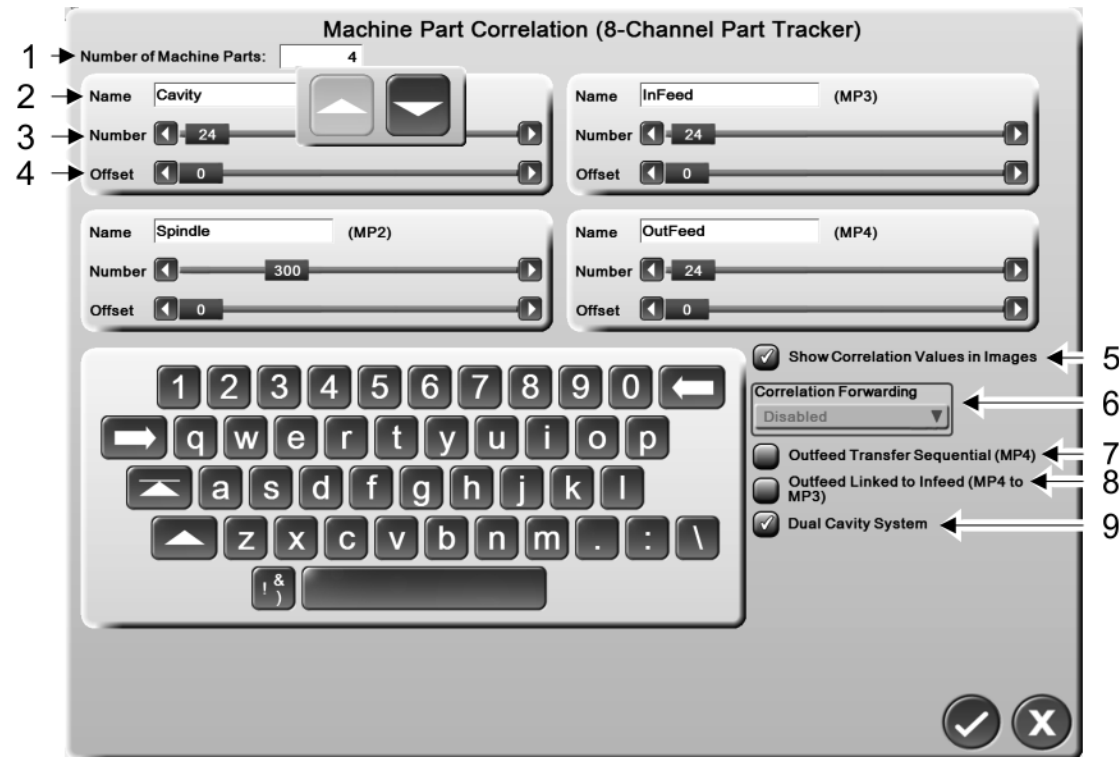 Machine Part Correlation (8-Channel Part Tracker)
1 Number of Machine Parts: 4
2 Name Cavity
3 Number 24
4 Offset 0
Name InFeed (MP3)
Number 24
Offset 0
Name Spindle (MP2)
Number 300
Offset 0
Name OutFeed (MP4)
Number 24
Offset 0
1 2 3 4 5 6 7 8 9 0
q w e r t y u i o p
a s d f g h j k l
z x c v b n m . : \
! & )
Show Correlation Values in Images 5
Correlation Forwarding 6
Disabled
Outfeed Transfer Sequential (MP4) 7
Outfeed Linked to Infeed (MP4 to 8
MP3)
Dual Cavity System 9
X